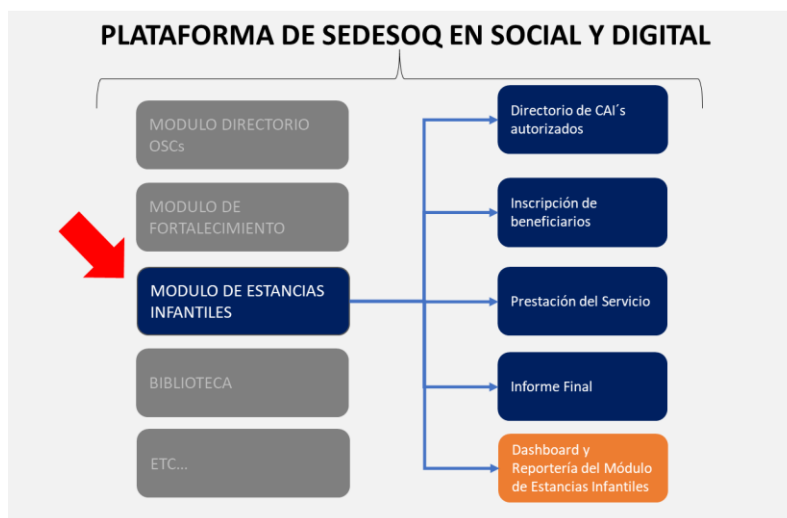 PLATAFORMA DE SEDESOQ EN SOCIAL Y DIGITAL
MODULO DIRECTORIO
OSCs
MODULO DE
FORTALECIMIENTO
MODULO DE ESTANCIAS
INFANTILES
BIBLIOTECA
ETC...
Directorio de CAI´s
autorizados
Inscripción de
beneficiarios
Prestación del Servicio
Informe Final
Dashboard y
Reportería del Módulo
de Estancias Infantiles